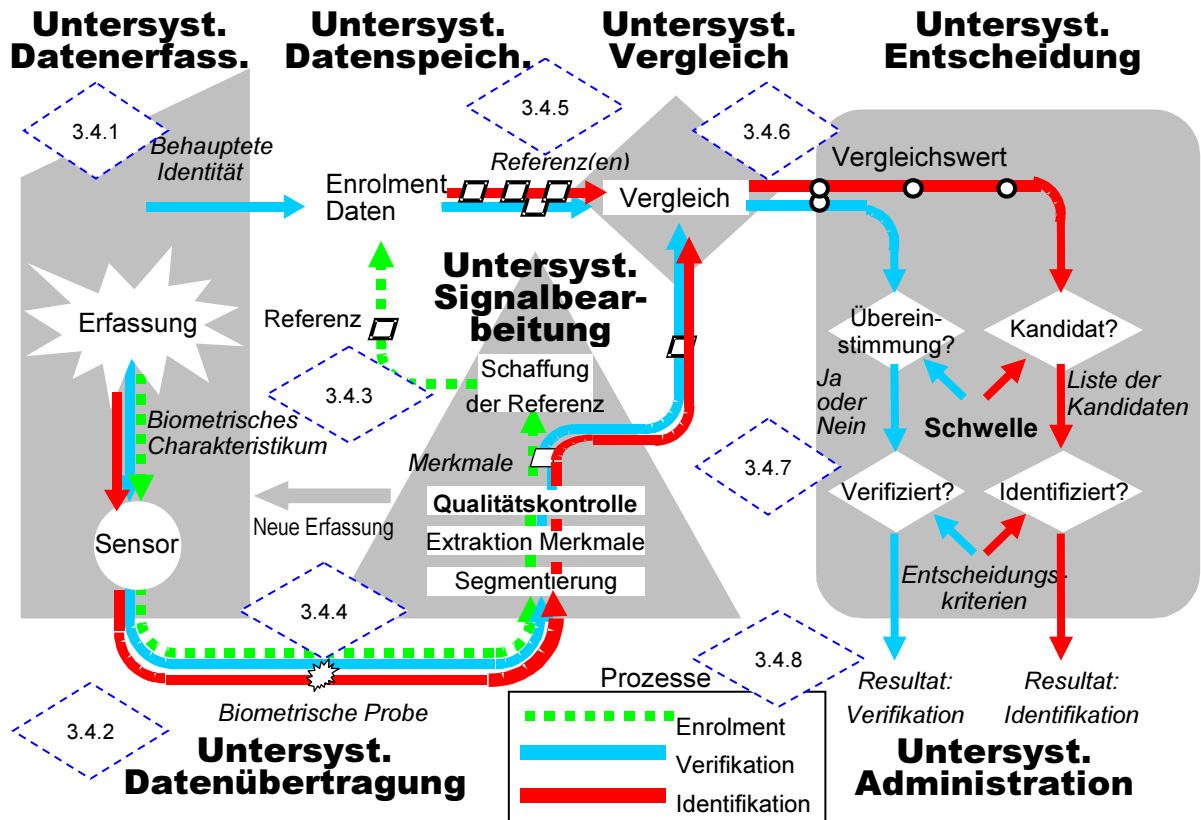 Untersyst.
Datenerfass.
Untersyst.
Datenspeich.
Untersyst.
Vergleich
Untersyst.
Entscheidung
3.4.1
Behauptete
Identität
3.4.5
Referenz(en)
3.4.6
Vergleichswert
Enrolment
Daten
Vergleich
Erfassung
Referenz
Untersyst.
Signalbear-
beitung
Überein-
stimmung?
Kandidat?
3.4.3
Schaffung
der Referenz
Ja
oder
Nein
Schwelle
Liste der
Kandidaten
Biometrisches
Charakteristikum
Merkmale
3.4.7
Qualitätskontrolle
Verifiziert?
Identifiziert?
Neue Erfassung
Sensor
Extraktion Merkmale
Segmentierung
Entscheidungs-
kriterien
3.4.4
3.4.8
Biometrische Probe
3.4.2
Untersyst.
Datenübertragung
Prozesse
Enrolment
Verifikation
Identifikation
Resultat:
Verifikation
Resultat:
Identifikation
Untersyst.
Administration